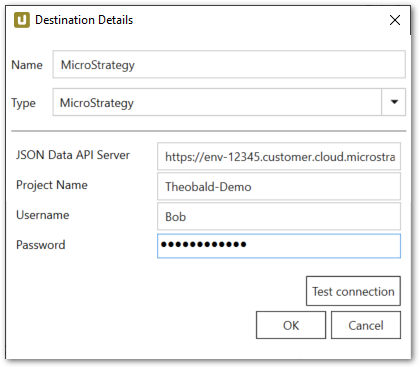 Destination Details
Name MicroStrategy
Type MicroStrategy
JSON Data API Server https://env-12345.customer.cloud.microstra
Project Name Theobald-Demo
Username Bob
Password ●●●●●●●●●●●●
Test connection
OK Cancel